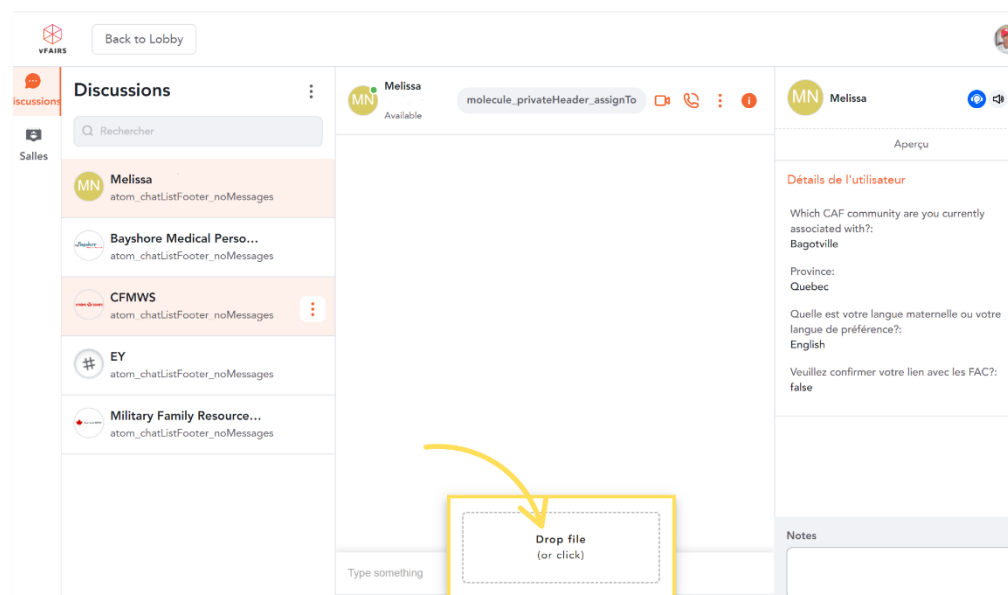 vFAIRS
Back to Lobby
iscussions
Salles
Discussions
Rechercher
MN
Melissa
atom_chatListFooter_noMessages
Bayshore Medical Perso...
atom_chatListFooter_noMessages
CFMWS
atom_chatListFooter_noMessages
EY
atom_chatListFooter_noMessages
Military Family Resource...
atom_chatListFooter_noMessages
MN
Melissa
Available
molecule_privateHeader_assignTo
Drop file
(or click)
Type something
MN
Melissa
Aperçu
Détails de l'utilisateur
Which CAF community are you currently
associated with?:
Bagotville
Province:
Quebec
Quelle est votre langue maternelle ou votre
langue de préférence?:
English
Veuillez confirmer votre lien avec les FAC?:
false
Notes